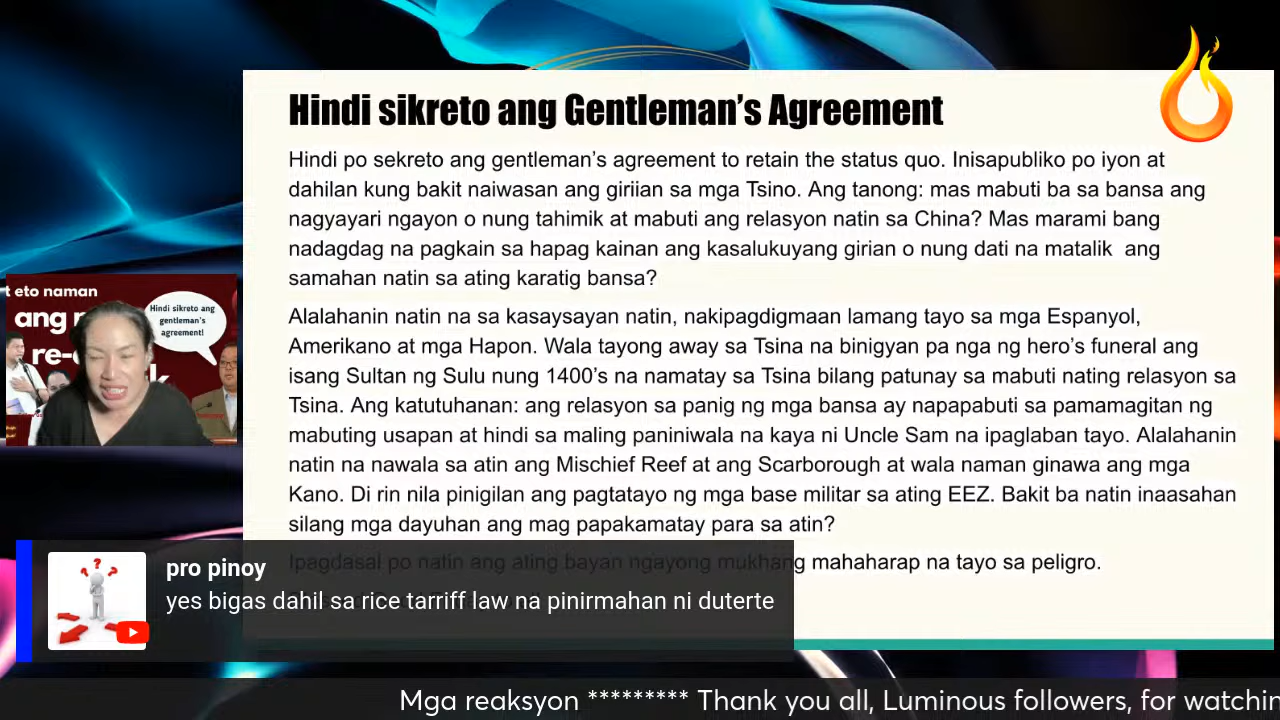 Hindi sikreto ang Gentleman's Agreement
Hindi po sekreto ang gentleman's agreement to retain the status quo. Inisapubliko po iyon at
dahilan kung bakit naiwasan ang giriian sa mga Tsino. Ang tanong: mas mabuti ba sa bansa ang
nagyayari ngayon o nung tahimik at mabuti ang relasyon natin sa China? Mas marami bang
nadagdag na pagkain sa hapag kainan ang kasalukuyang girian o nung dati na matalik ang
samahan natin sa ating karatig bansa?
Alalahanin natin na sa kasaysayan natin, nakipagdigmaan lamang tayo sa mga Espanyol,
Amerikano at mga Hapon. Wala tayong away sa Tsina na binigyan pa nga ng hero's funeral ang
isang Sultan ng Sulu nung 1400's na namatay sa Tsina bilang patunay sa mabuti nating relasyon sa
Tsina. Ang katutuhanan: ang relasyon sa panig ng mga bansa ay napapabuti sa pamamagitan ng
mabuting usapan at hindi sa maling paniniwala na kaya ni Uncle Sam na ipaglaban tayo. Alalahanin
natin na nawala sa atin ang Mischief Reef at ang Scarborough at wala naman ginawa ang mga
Kano. Di rin nila pinigilan ang pagtatayo ng mga base militar sa ating EEZ. Bakit ba natin inaasahan
silang mga dayuhan ang mag papakamatay para sa atin?
Ipagdasal po natin ang ating bayan ngayong mukhang mahaharap na tayo sa peligro.
t eto naman
ang
re-
k
Hindi sikreto ang
gentleman's
agreement!
pro pinoy
yes bigas dahil sa rice tarriff law na pinirmahan ni duterte
Mga reaksyon ********* Thank you all, Luminous followers, for watchin